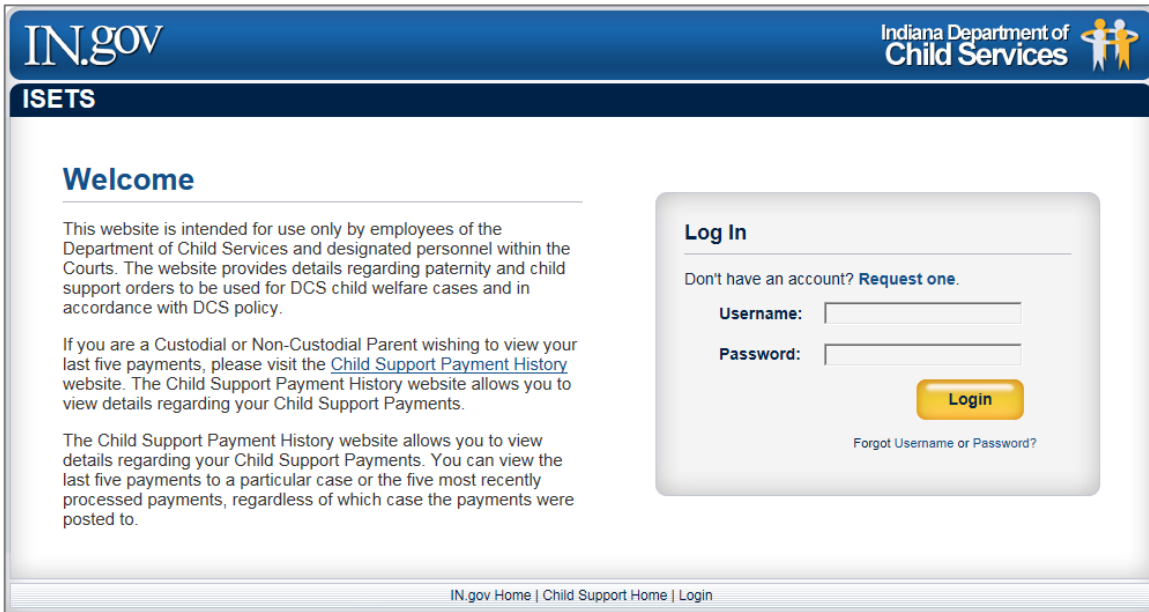 IN.gov
Indiana Department of
Child Services
ISETS
Welcome
This website is intended for use only by employees of the
Department of Child Services and designated personnel within the
Courts. The website provides details regarding paternity and child
support orders to be used for DCS child welfare cases and in
accordance with DCS policy.
If you are a Custodial or Non-Custodial Parent wishing to view your
last five payments, please visit the Child Support Payment History
website. The Child Support Payment History website allows you to
view details regarding your Child Support Payments.
The Child Support Payment History website allows you to view
details regarding your Child Support Payments. You can view the
last five payments to a particular case or the five most recently
processed payments, regardless of which case the payments were
posted to.
Log In
Don't have an account? Request one.
Username:
Password:
Login
Forgot Username or Password?
IN.gov Home | Child Support Home | Login